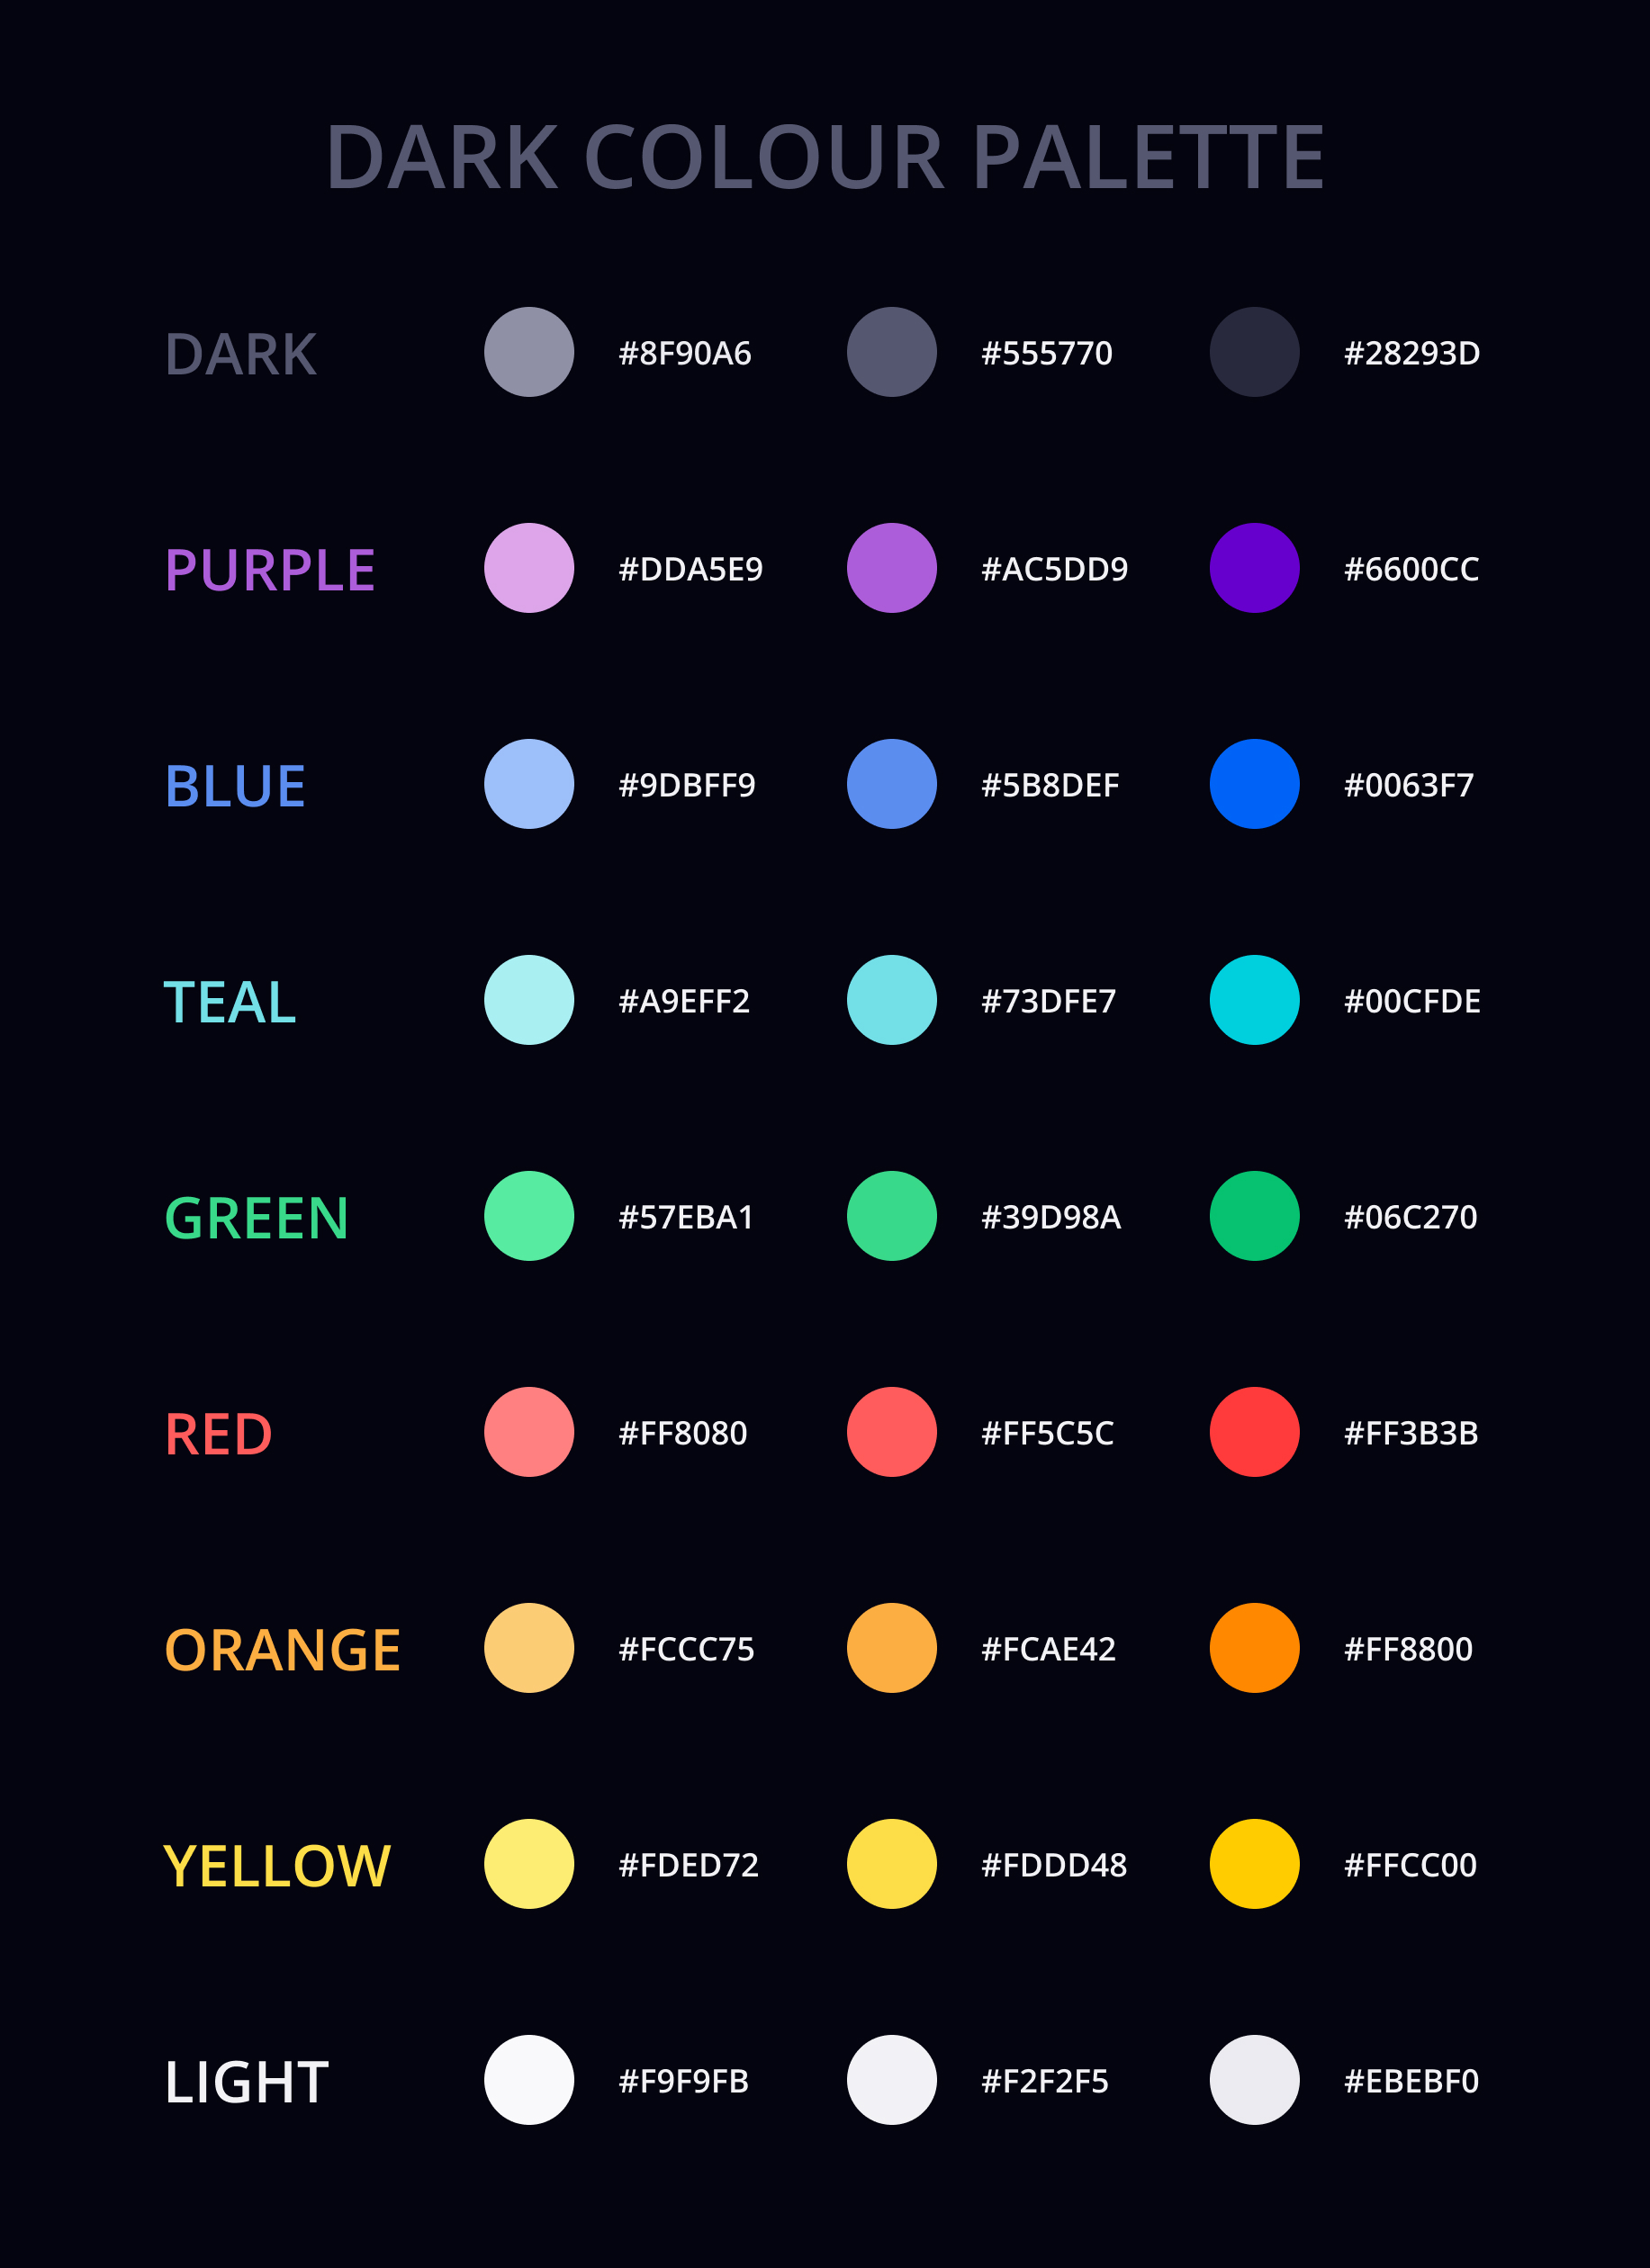 DARK COLOUR PALETTE
DARK #8F90A6 #555770 #28293D
PURPLE #DDA5E9 #AC5DD9 #6600CC
BLUE #9DBFF9 #5B8DEF #0063F7
TEAL #A9EFF2 #73DFE7 #00CFDE
GREEN #57EBA1 #39D98A #06C270
RED #FF8080 #FF5C5C #FF3B3B
ORANGE #FCCC75 #FCAE42 #FF8800
YELLOW #FDED72 #FDDD48 #FFCC00
LIGHT #F9F9FB #F2F2F5 #EBEBF0